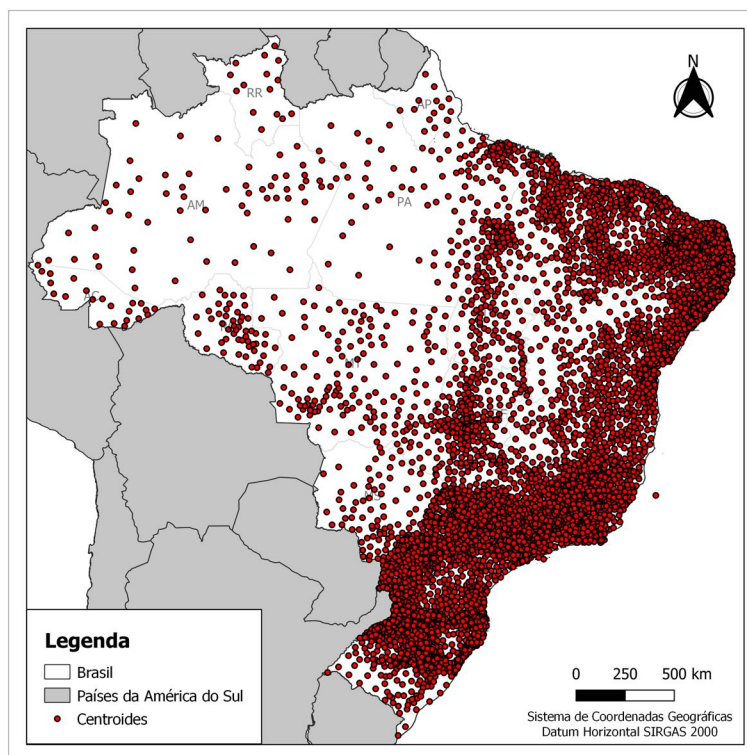 N
RR
AP
AM
PA
MT
MS
Legenda
Brasil
Países da América do Sul
Centroides
0 250 500 km
Sistema de Coordenadas Geográficas
Datum Horizontal SIRGAS 2000